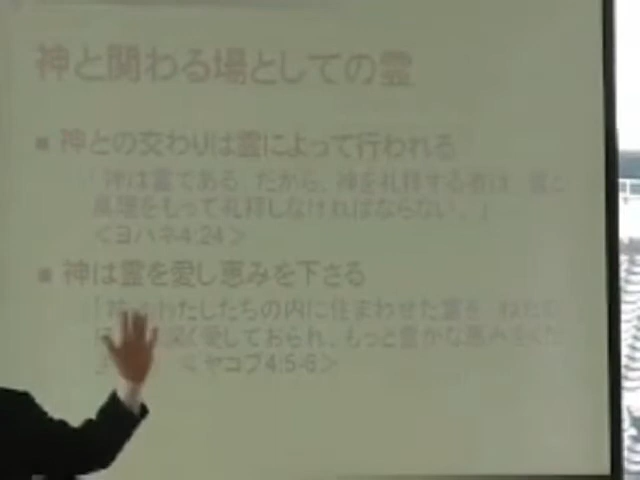 神と関わる場としての霊
■ 神との交わりは霊によって行われる
「神は霊である だから、神を礼拝する者は 霊と
真理をもって礼拝しなければならない。」
<ヨハネ4:24>
■ 神は霊を愛し恵みを下さる
「神 わたしたちの内に住まわせた霊を ねたむ
深く愛しておられ、もっと豊かな恵みをくだ
<ヤコブ4:5-6>